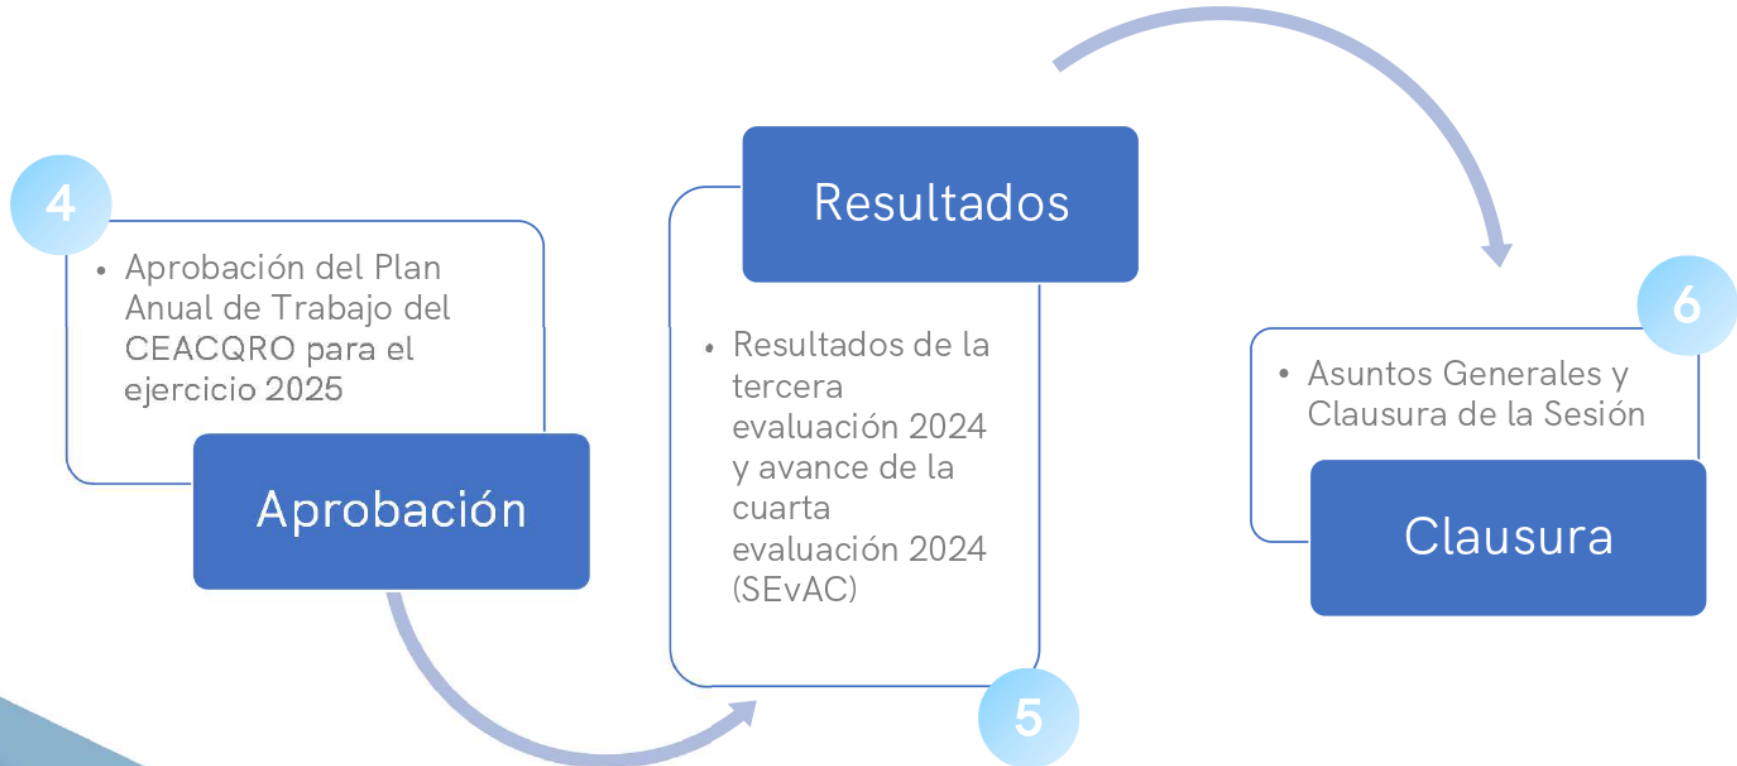 4
• Aprobación del Plan
Anual de Trabajo del
CEACQRO para el
ejercicio 2025
Aprobación
Resultados
• Resultados de la
tercera
evaluación 2024
y avance de la
cuarta
evaluación 2024
(SEvAC)
5
6
• Asuntos Generales y
Clausura de la Sesión
Clausura